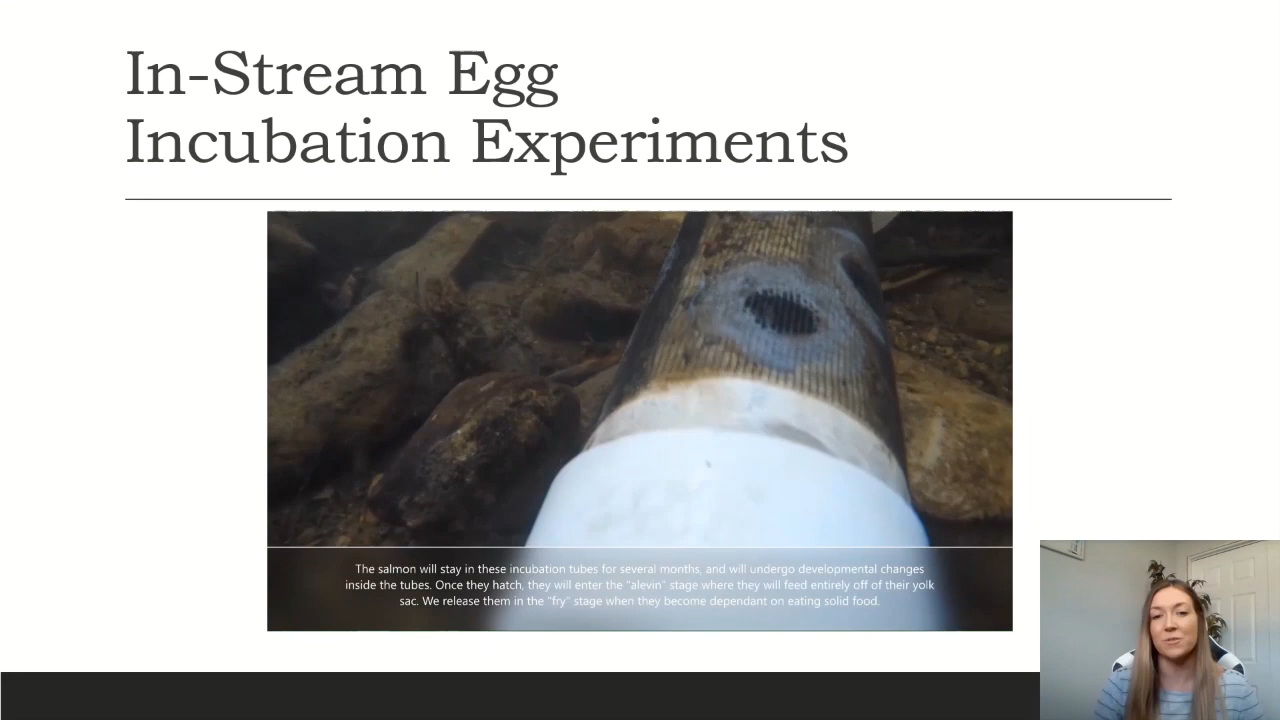 In-Stream Egg
Incubation Experiments
The salmon will stay in these incubation tubes for several months, and will undergo developmental changes
inside the tubes. Once they hatch, they will enter the "alevin" stage where they will feed entirely off of their yolk
sac. We release them in the "fry" stage when they become dependant on eating solid food.